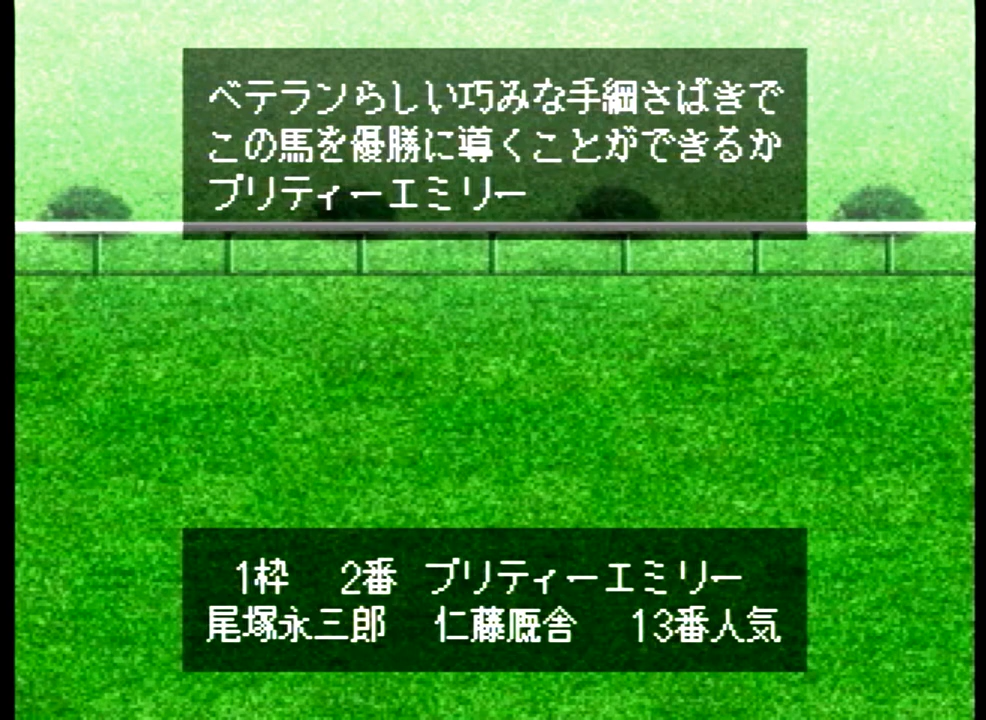 ベテランらしい巧みな手綱さばきで
この馬を優勝に導くことができるか
プリティーエミリー
1枠 2番 プリティーエミリー
尾塚永三郎 仁藤厩舎 13番人気